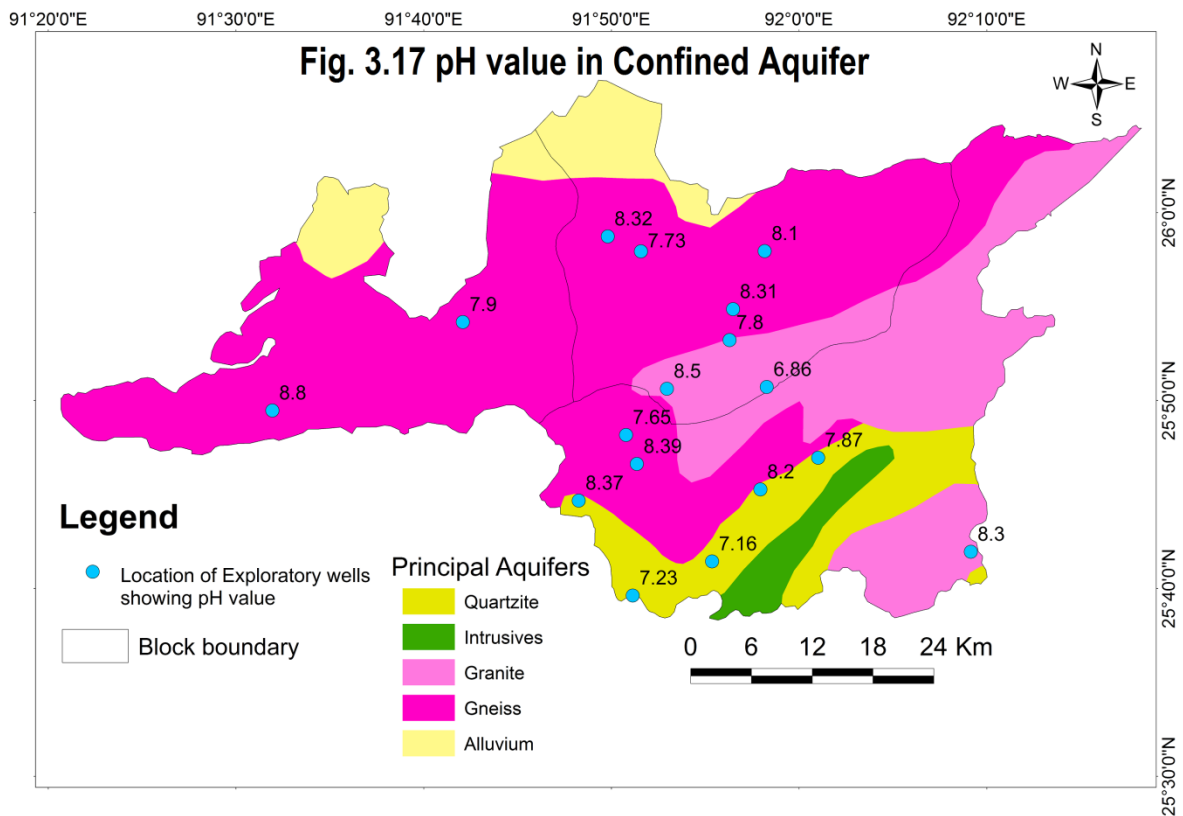 91°20'0"E 91°30'0"E 91°40'0"E 91°50'0"E 92°0'0"E 92°10'0"E
Fig. 3.17 pH value in Confined Aquifer
N
W E
S
26°0'0"N
8.32
7.73
8.1
8.31
7.9
7.8
8.5
6.86
25°50'0"N
8.8
7.65
8.39
7.87
8.37
8.2
7.16
8.3
7.23
25°40'0"N
Legend
Location of Exploratory wells
showing pH value
Block boundary
Principal Aquifers
Quartzite
Intrusives
Granite
Gneiss
Alluvium
0 6 12 18 24 Km
25°30'0"N